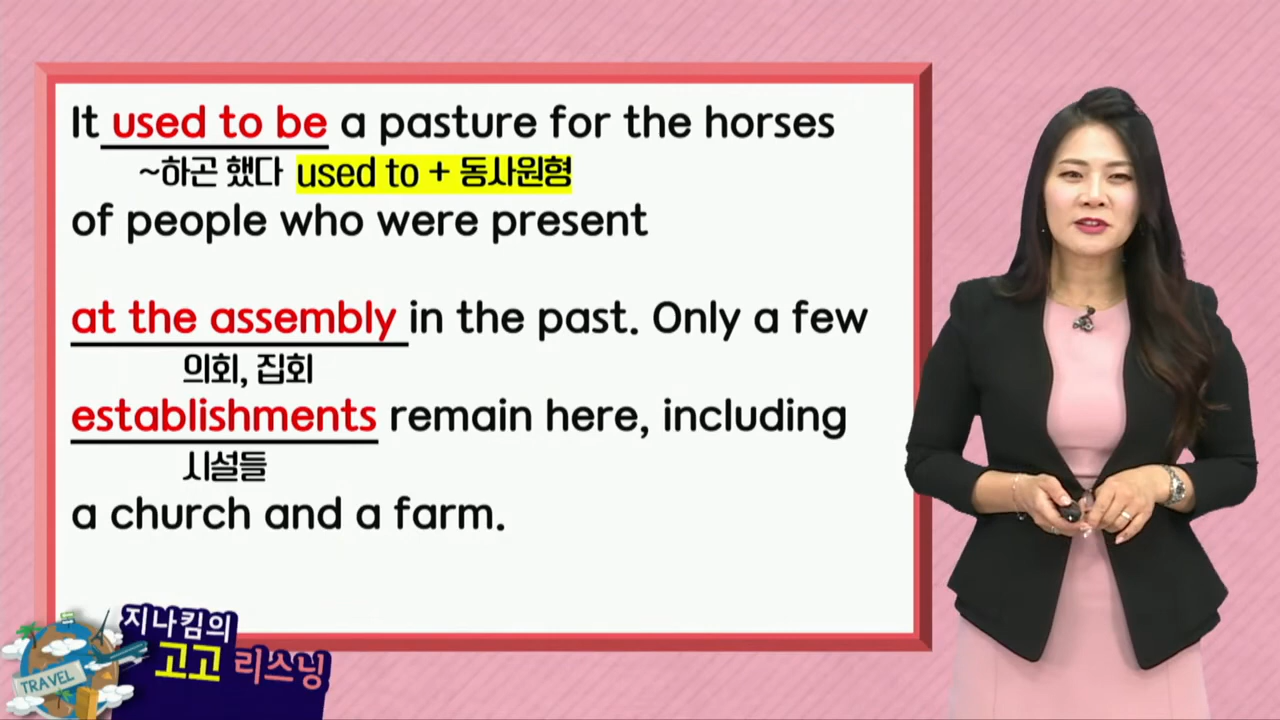 It used to be a pasture for the horses
~하곤 했다 used to + 동사원형
of people who were present
at the assembly in the past. Only a few
의회, 집회
establishments remain here, including
시설들
a church and a farm.
지나킴의
고고 리스닝
TRAVEL